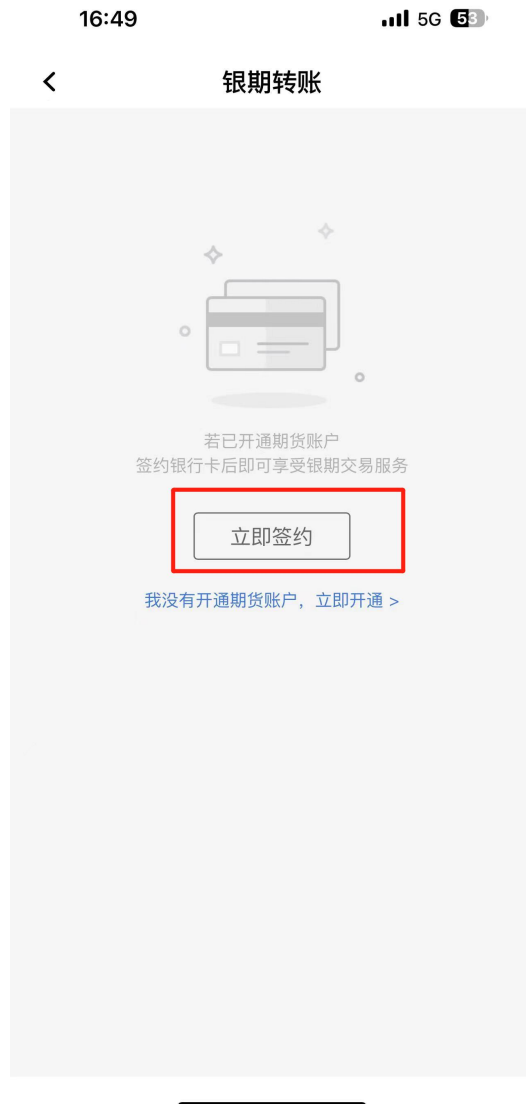 16:49 5G 53
银期转账
若已开通期货账户
签约银行卡后即可享受银期交易服务
立即签约
我没有开通期货账户，立即开通 >